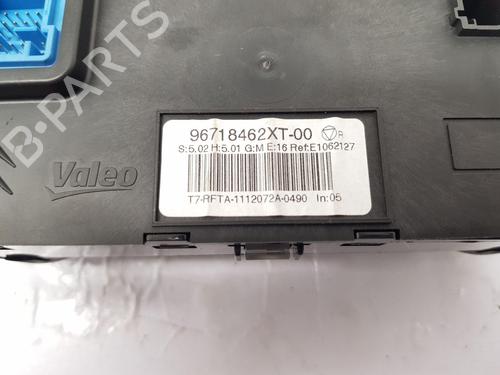 96718462XT-00 R
S:5.02 H:5.01 G:M E:16 Ref:E1062127
T7-RFTA-1112072A-0490 In:05
Valeo
B-PARTS